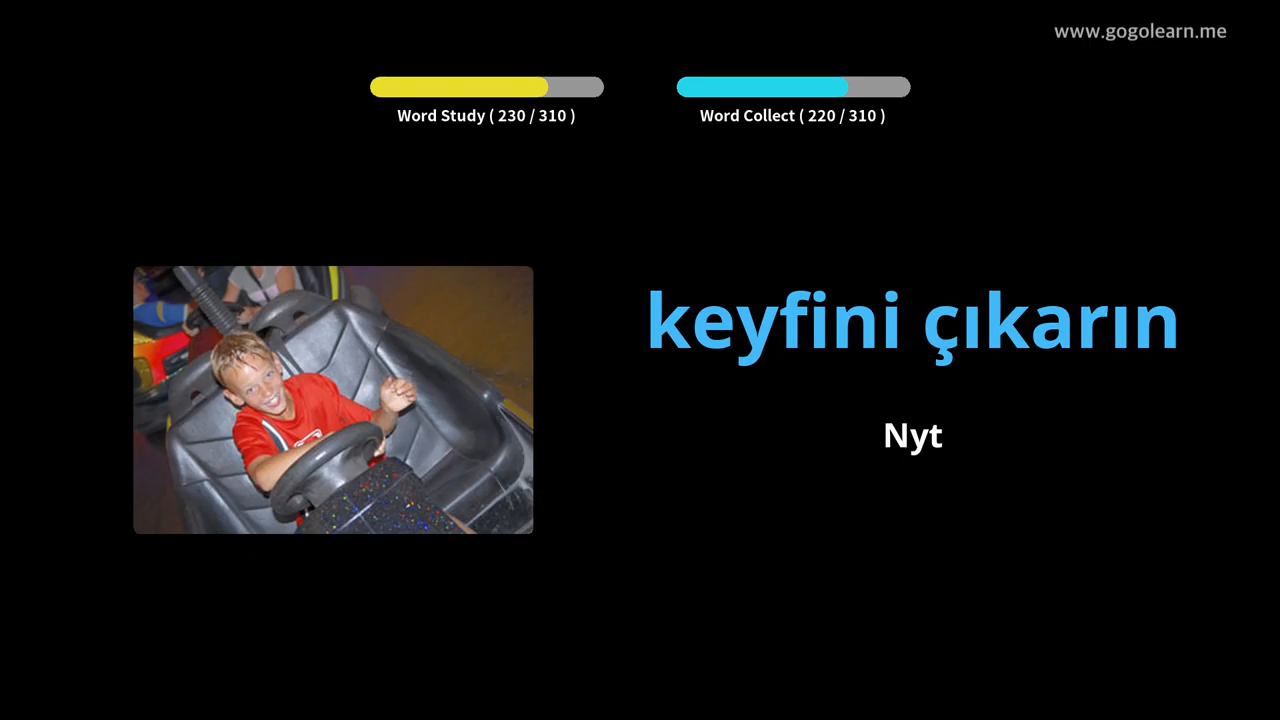 www.gogolearn.me
Word Study ( 230 / 310 )
Word Collect ( 220 / 310 )
keyfini çıkarın
Nyt